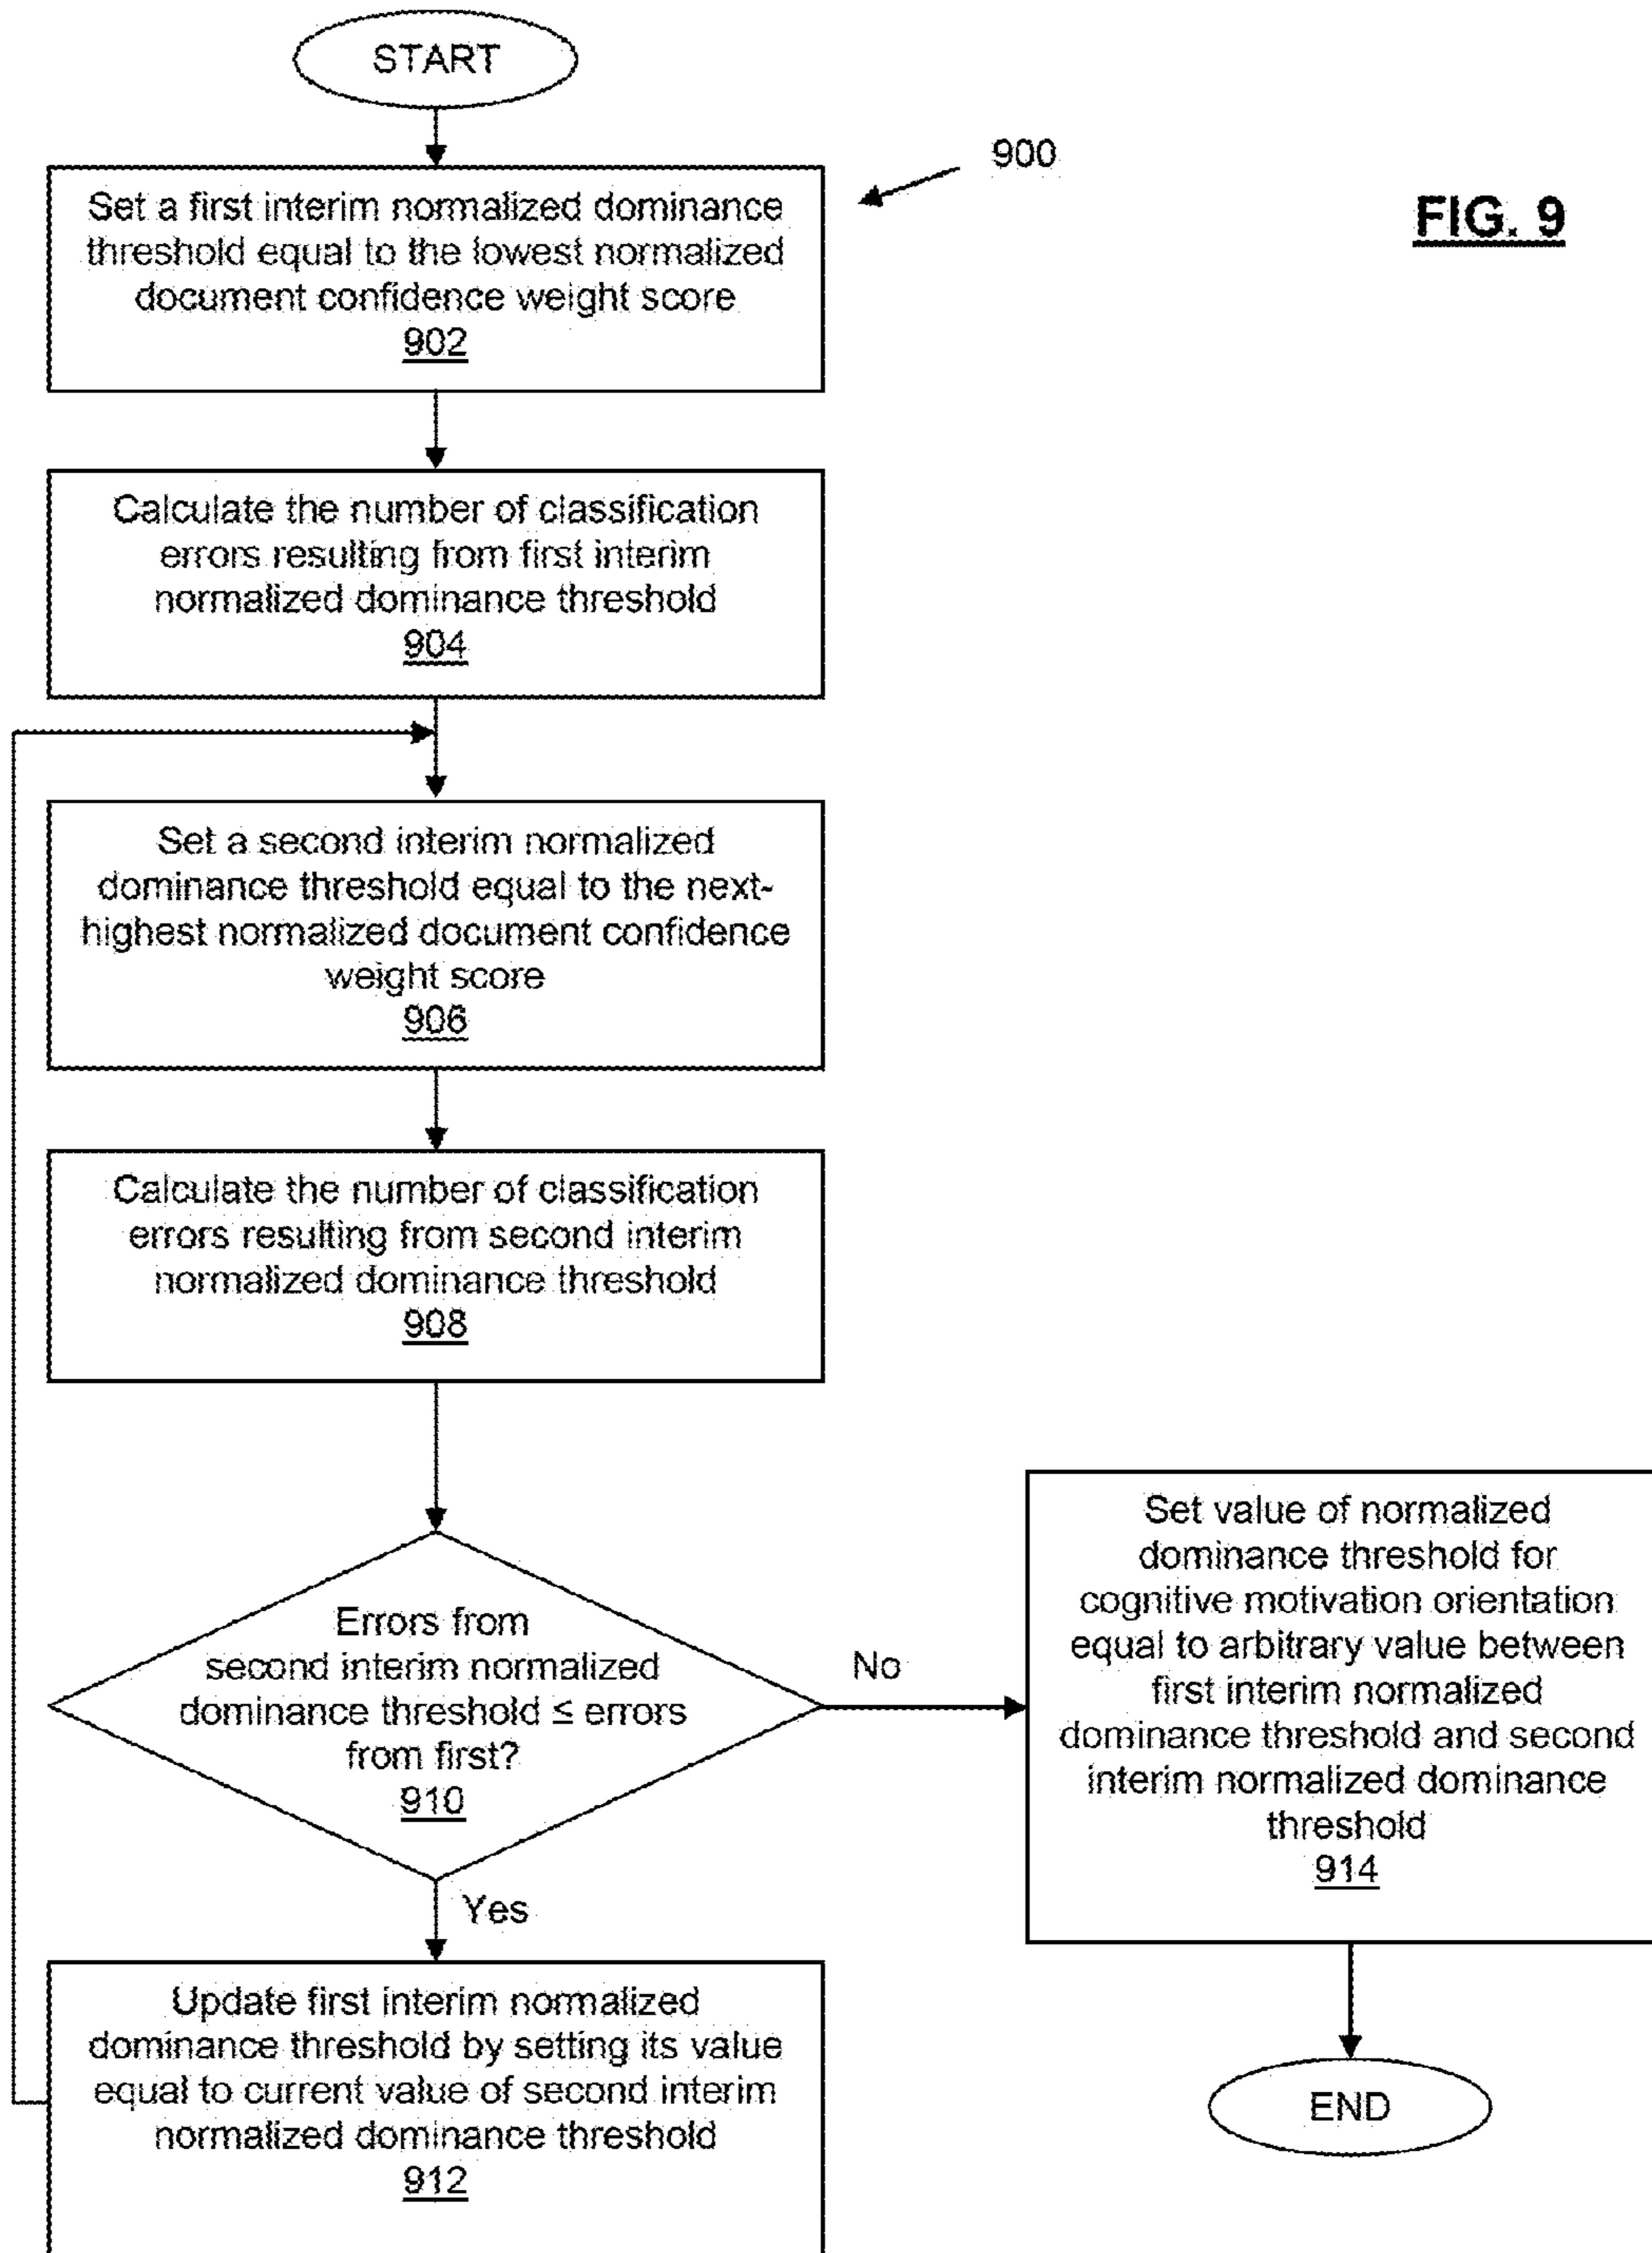 START
900
FIG. 9
Set a first interim normalized dominance
threshold equal to the lowest normalized
document confidence weight score
902
Calculate the number of classification
errors resulting from first interim
normalized dominance threshold
904
Set a second interim normalized
dominance threshold equal to the next-
highest normalized document confidence
weight score
906
Calculate the number of classification
errors resulting from second interim
normalized dominance threshold
908
Errors from
second interim normalized
dominance threshold ≤ errors
from first?
910
No
Yes
Set value of normalized
dominance threshold for
cognitive motivation orientation
equal to arbitrary value between
first interim normalized
dominance threshold and second
interim normalized dominance
threshold
914
Update first interim normalized
dominance threshold by setting its value
equal to current value of second interim
normalized dominance threshold
912
END